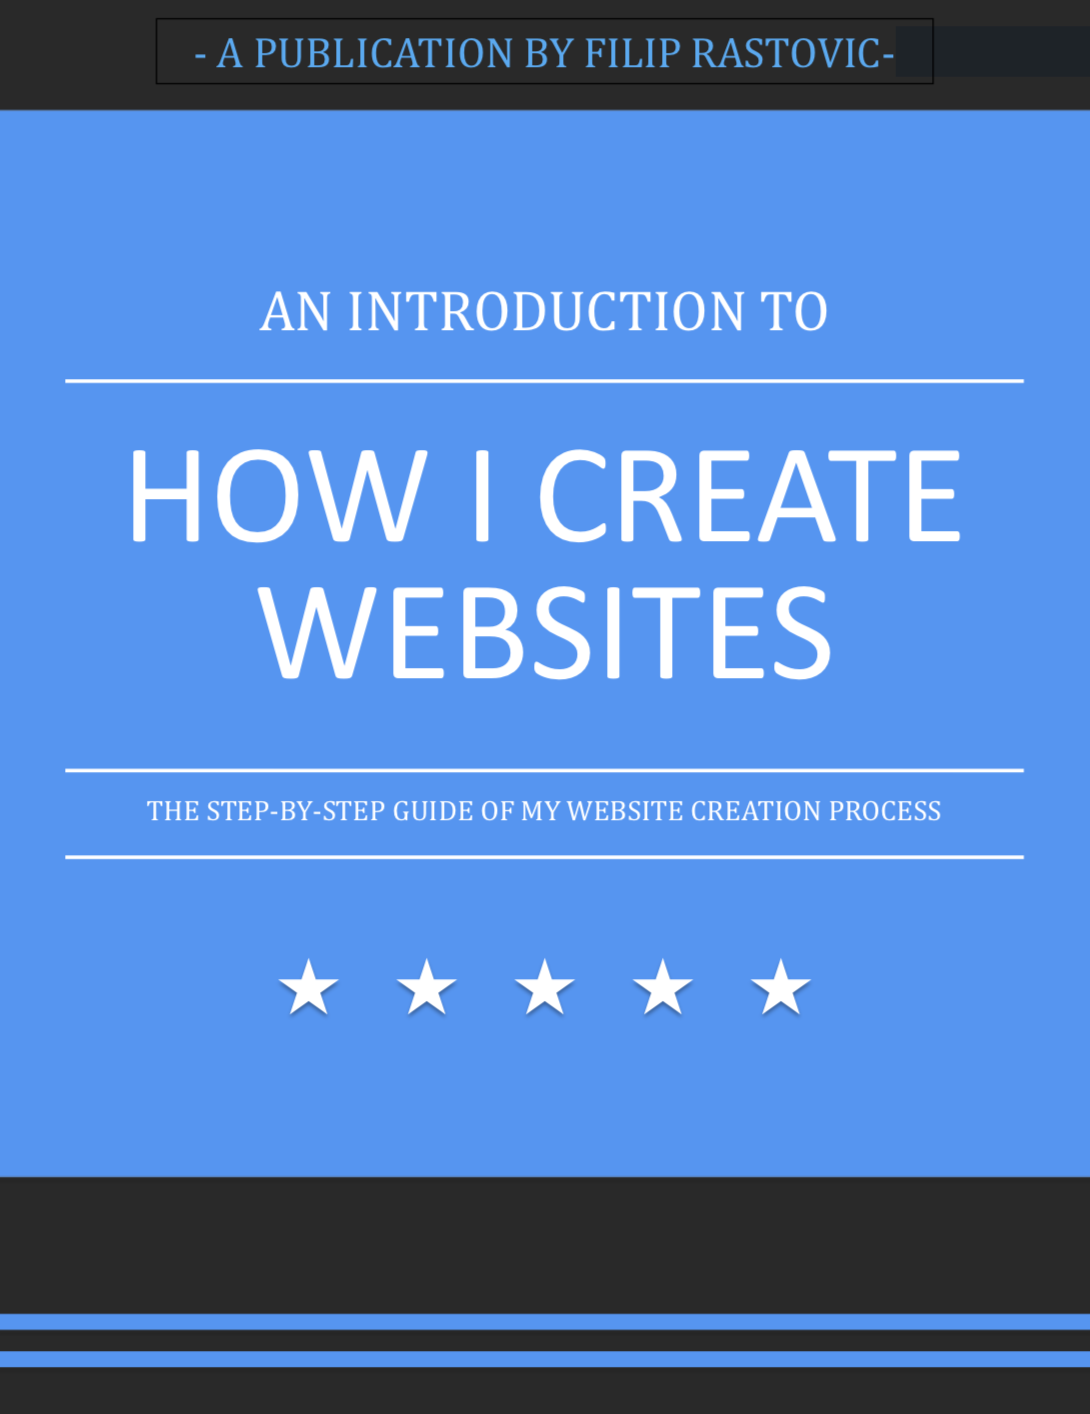 - A PUBLICATION BY FILIP RASTOVIC-
AN INTRODUCTION TO
HOW I CREATE
WEBSITES
THE STEP-BY-STEP GUIDE OF MY WEBSITE CREATION PROCESS